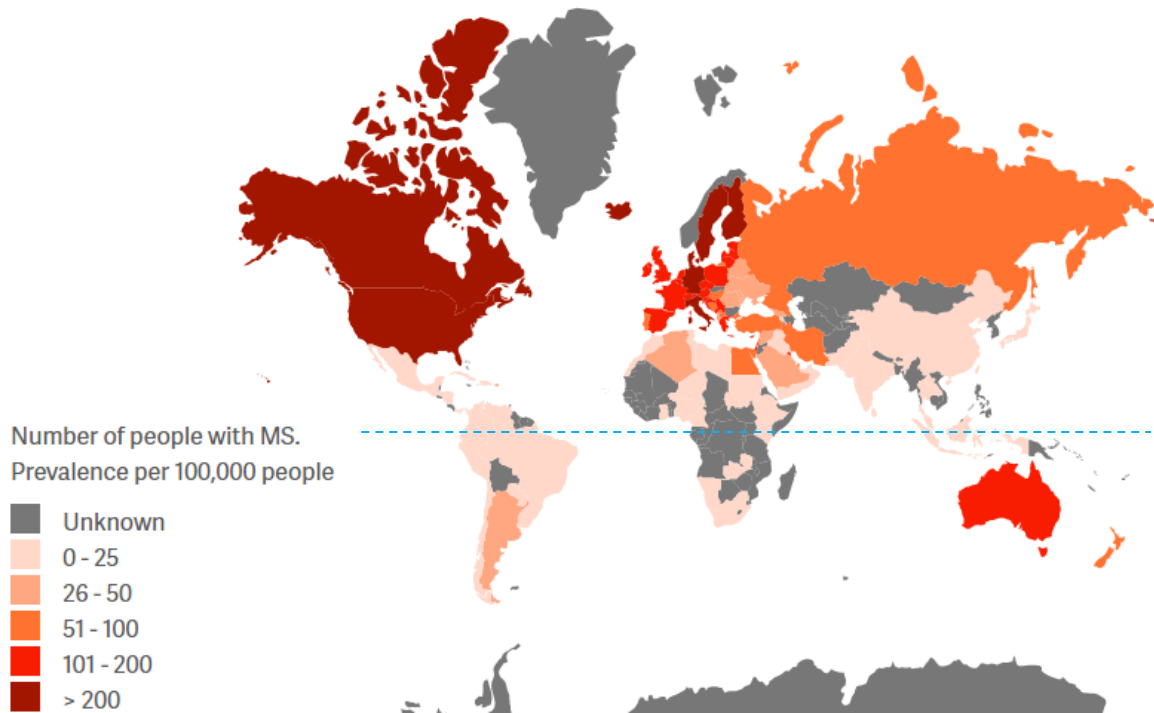 Number of people with MS.
Prevalence per 100,000 people
Unknown
0 - 25
26 - 50
51 - 100
101 - 200
> 200